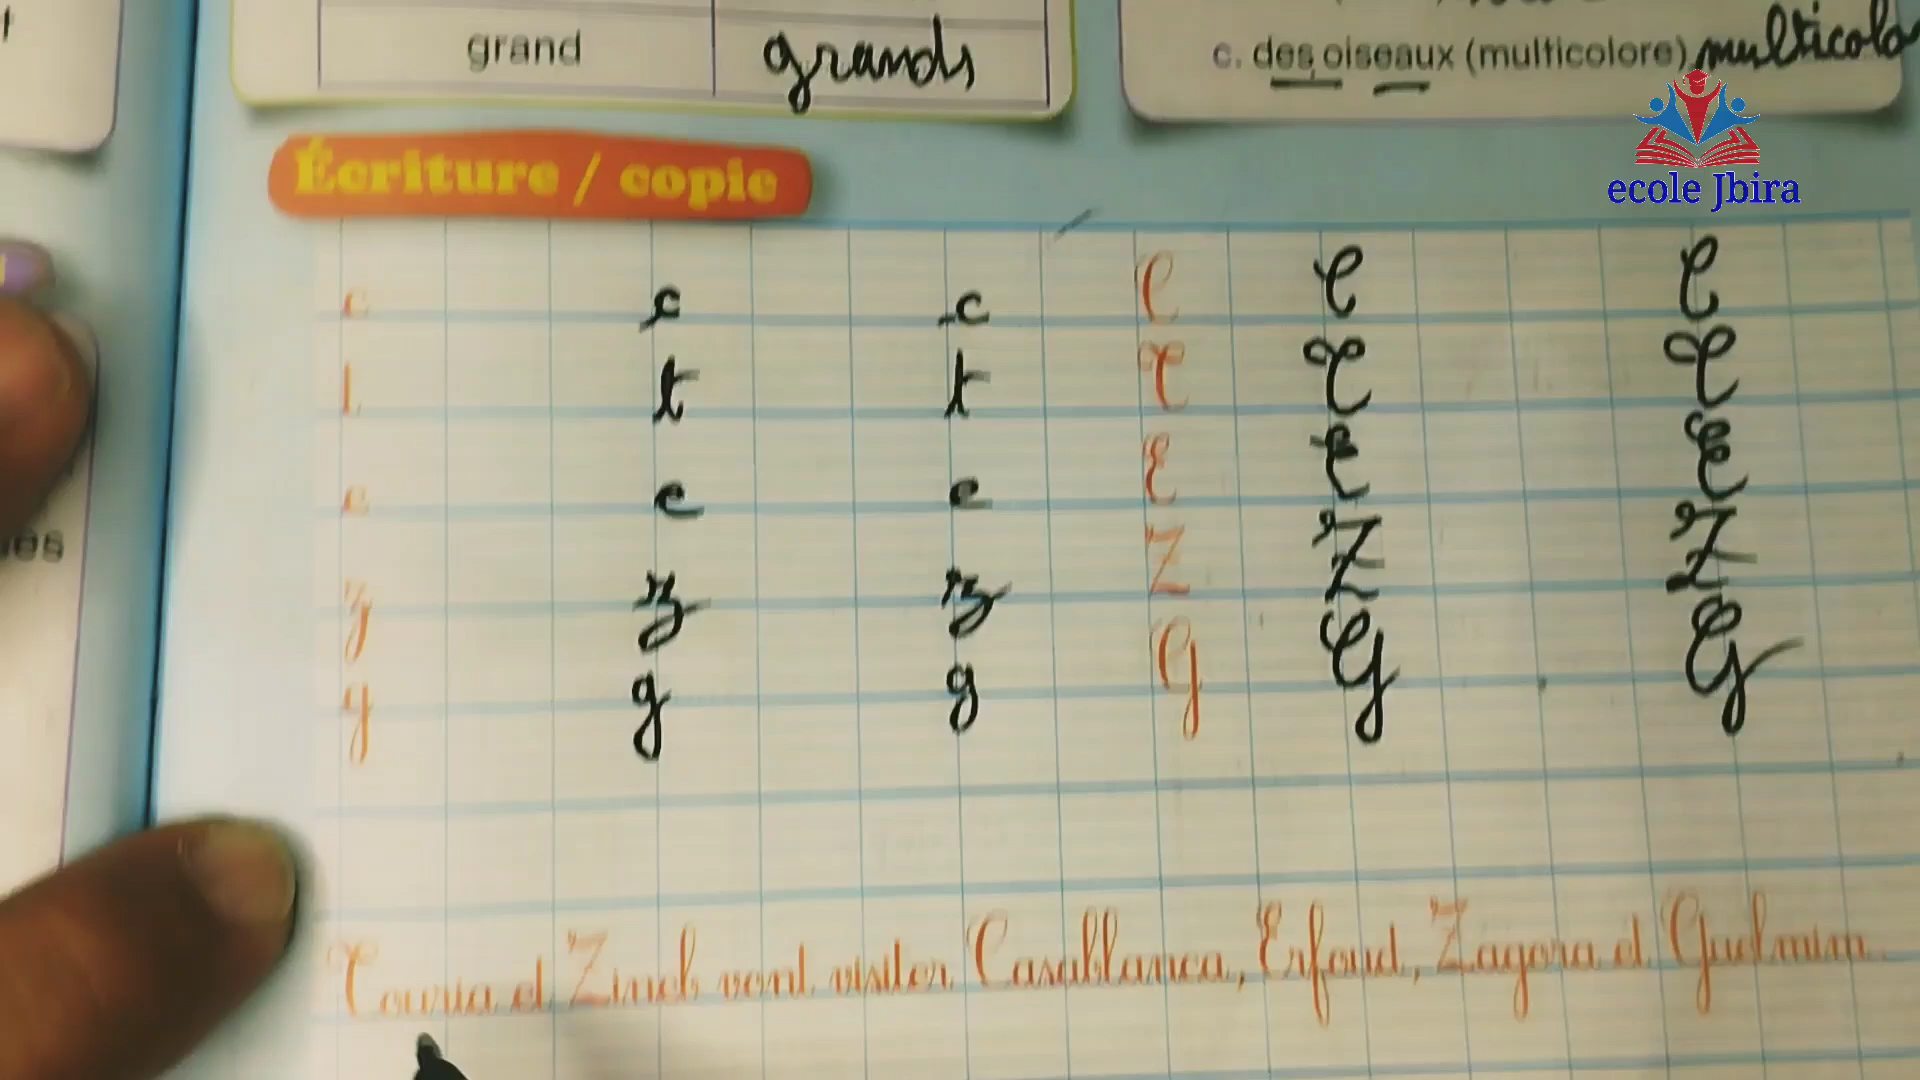 grand grands
c. des oiseaux (multicolore)
ecole Jbira
Écriture / copie
c c c C C C
t t t T T T
e e e E E E
z z z Z Z Z
g g g G G G
Touria et Zineb vont visiter Casablanca, Erfoud, Zagora et Guelmim.